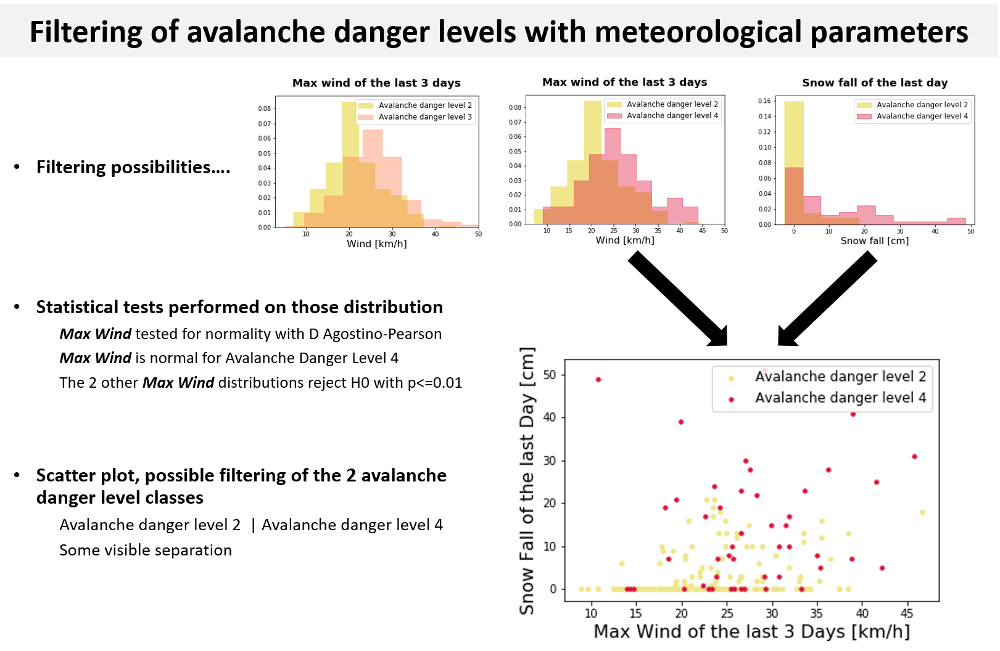 Filtering of avalanche danger levels with meteorological parameters
Max wind of the last 3 days
Avalanche danger level 2
Avalanche danger level 3
0.08
0.07
0.06
0.05
0.04
0.03
0.02
0.01
0.00
10 20 30 40 50
Wind [km/h]
Max wind of the last 3 days
Avalanche danger level 2
Avalanche danger level 4
0.08
0.07
0.06
0.05
0.04
0.03
0.02
0.01
0.00
10 15 20 25 30 35 40 45 50
Wind [km/h]
Snow fall of the last day
Avalanche danger level 2
Avalanche danger level 4
0.16
0.14
0.12
0.10
0.08
0.06
0.04
0.02
0.00
0 10 20 30 40 50
Snow fall [cm]
• Filtering possibilities….
• Statistical tests performed on those distribution
Max Wind tested for normality with D Agostino-Pearson
Max Wind is normal for Avalanche Danger Level 4
The 2 other Max Wind distributions reject H0 with p<=0.01
• Scatter plot, possible filtering of the 2 avalanche
danger level classes
Avalanche danger level 2 | Avalanche danger level 4
Some visible separation
Snow Fall of the last Day [cm]
50
40
30
20
10
0
Avalanche danger level 2
Avalanche danger level 4
10 15 20 25 30 35 40 45
Max Wind of the last 3 Days [km/h]